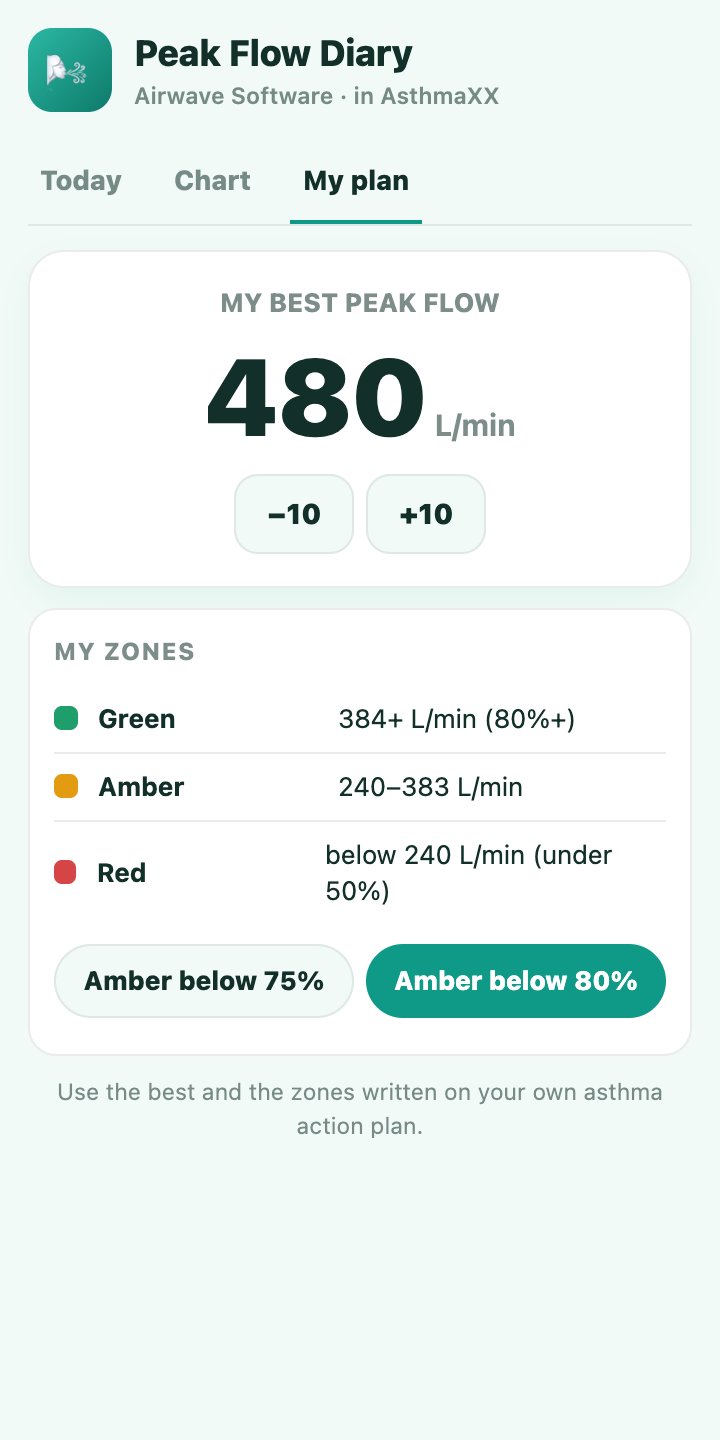 Peak Flow Diary
Airwave Software · in AsthmaXX
Today Chart My plan
MY BEST PEAK FLOW
480 L/min
–10 +10
MY ZONES
Green 384+ L/min (80%+)
Amber 240–383 L/min
Red below 240 L/min (under
50%)
Amber below 75% Amber below 80%
Use the best and the zones written on your own asthma
action plan.